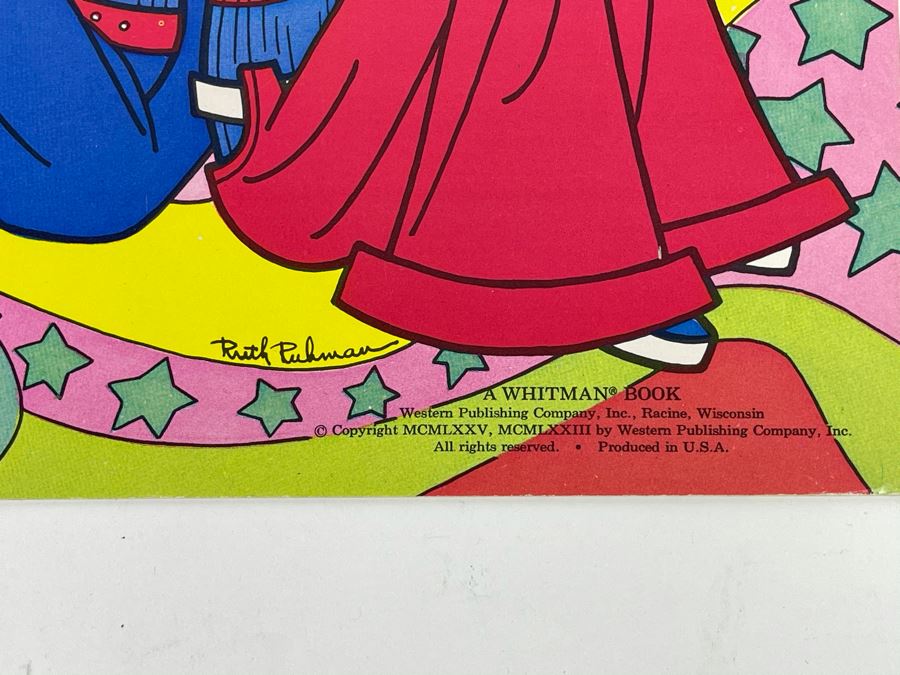 Ruth Ruhman
A WHITMAN® BOOK
Western Publishing Company, Inc., Racine, Wisconsin
© Copyright MCMLXXV, MCMLXXIII by Western Publishing Company, Inc.
All rights reserved. • Produced in U.S.A.